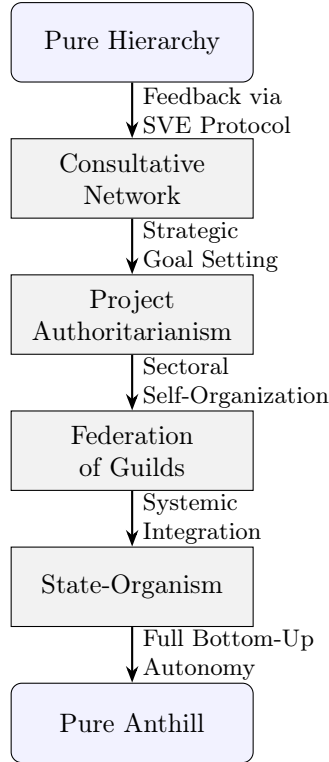 Pure Hierarchy
Feedback via
SVE Protocol
Consultative
Network
Strategic
Goal Setting
Project
Authoritarianism
Sectoral
Self-Organization
Federation
of Guilds
Systemic
Integration
State-Organism
Full Bottom-Up
Autonomy
Pure Anthill